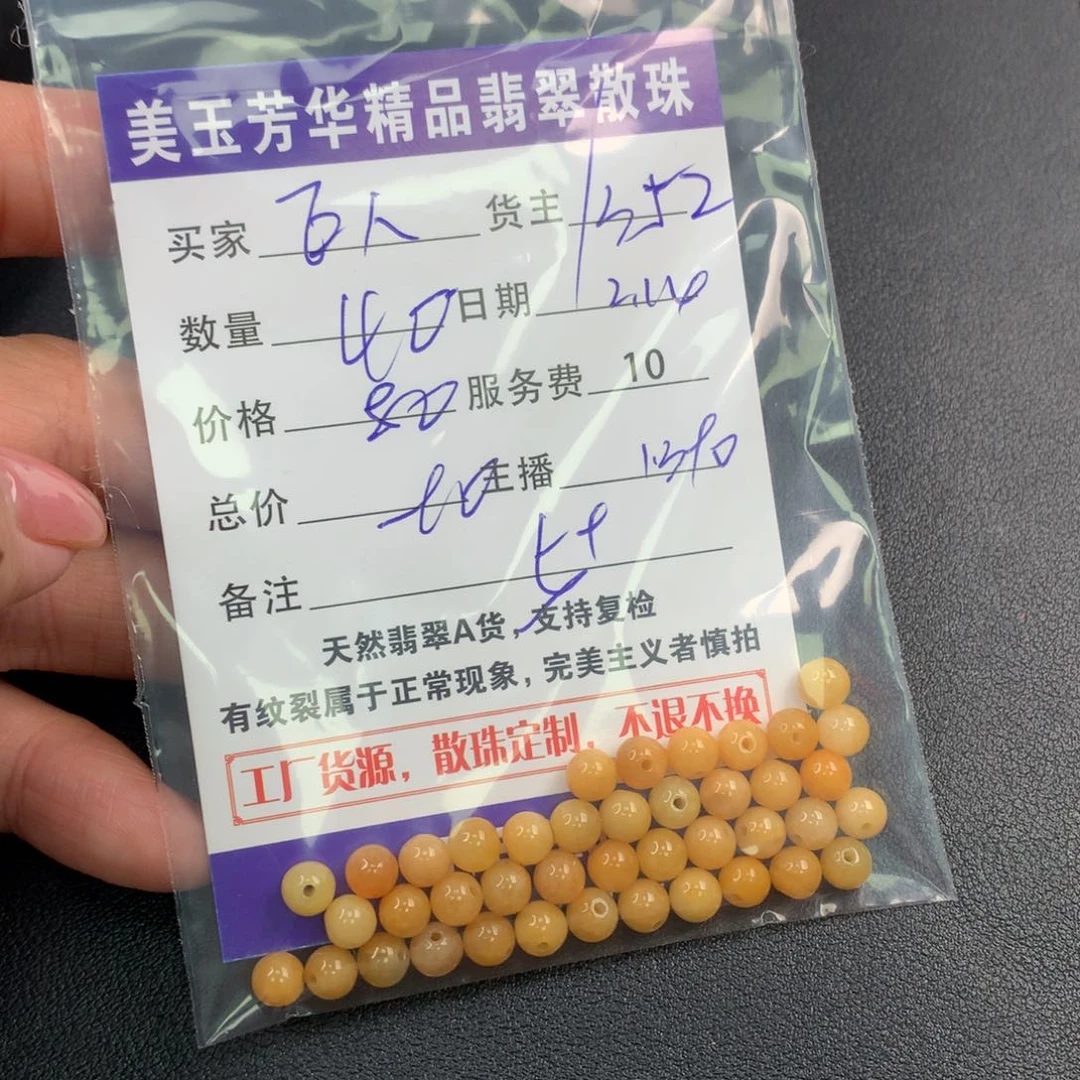 美玉芳华精品翡翠散珠
买家 货主
数量 40 日期
价格 800 服务费 10
总价 主播
备注
天然翡翠A货，支持复检
有纹裂属于正常现象，完美主义者慎拍
工厂货源，散珠定制，不退不换